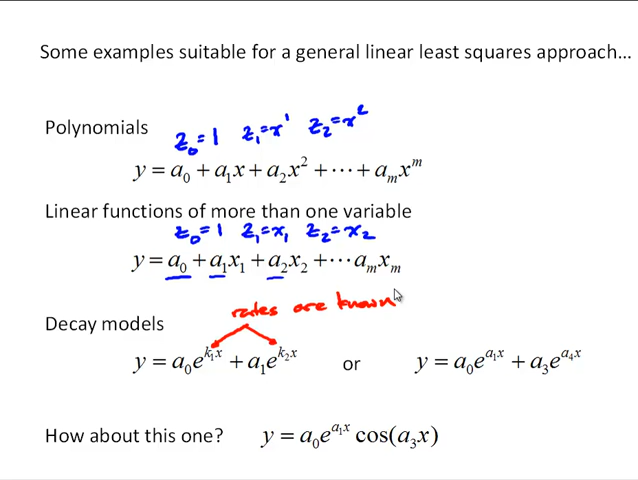 Some examples suitable for a general linear least squares approach…
Polynomials
z₀=1 z₁=x¹ z₂=x²
y = a₀ + a₁x + a₂x² + ⋯ + aₘxᵐ
Linear functions of more than one variable
z₀=1 z₁=x₁ z₂=x₂
y = a₀ + a₁x₁ + a₂x₂ + ⋯ aₘxₘ
rates are known
Decay models
y = a₀e^{k₁x} + a₁e^{k₂x} or y = a₀e^{a₁x} + a₃e^{a₄x}
How about this one? y = a₀e^{a₁x} cos(a₃x)